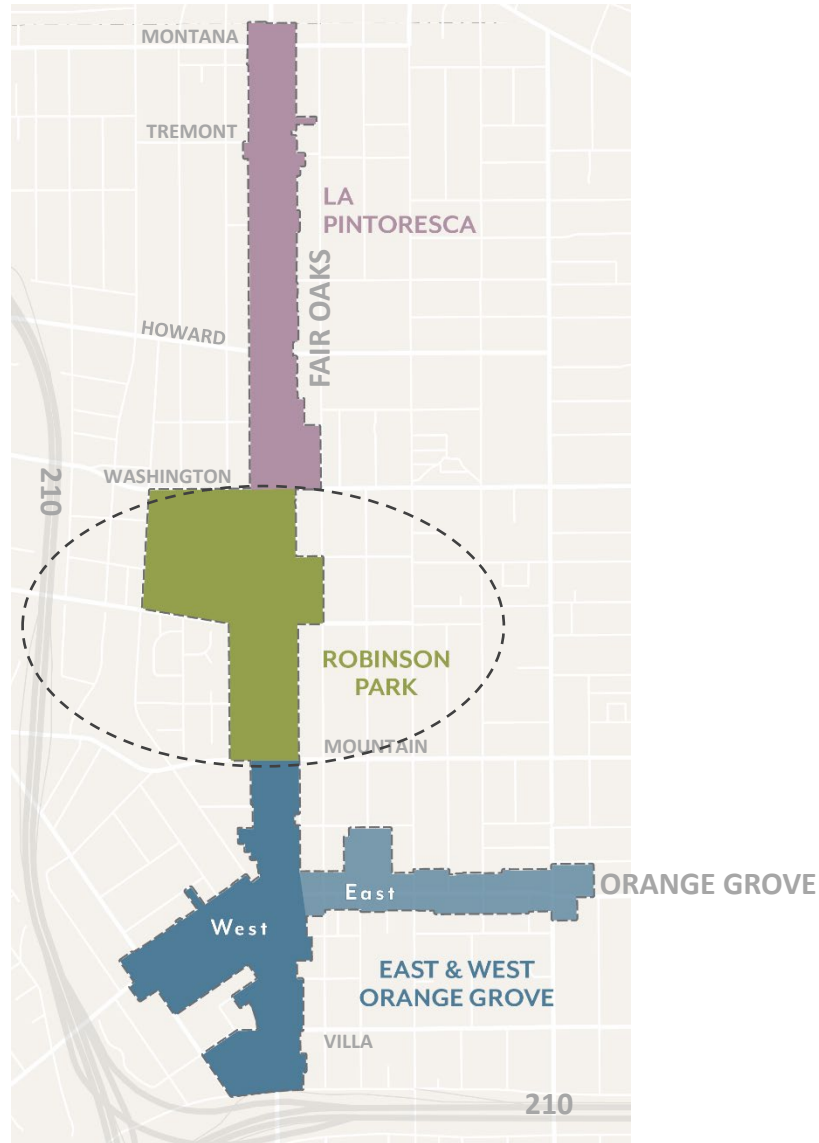 MONTANA
TREMONT
LA
PINTORESCA
FAIR OAKS
HOWARD
WASHINGTON
210
ROBINSON
PARK
MOUNTAIN
East
ORANGE GROVE
West
EAST & WEST
ORANGE GROVE
VILLA
210